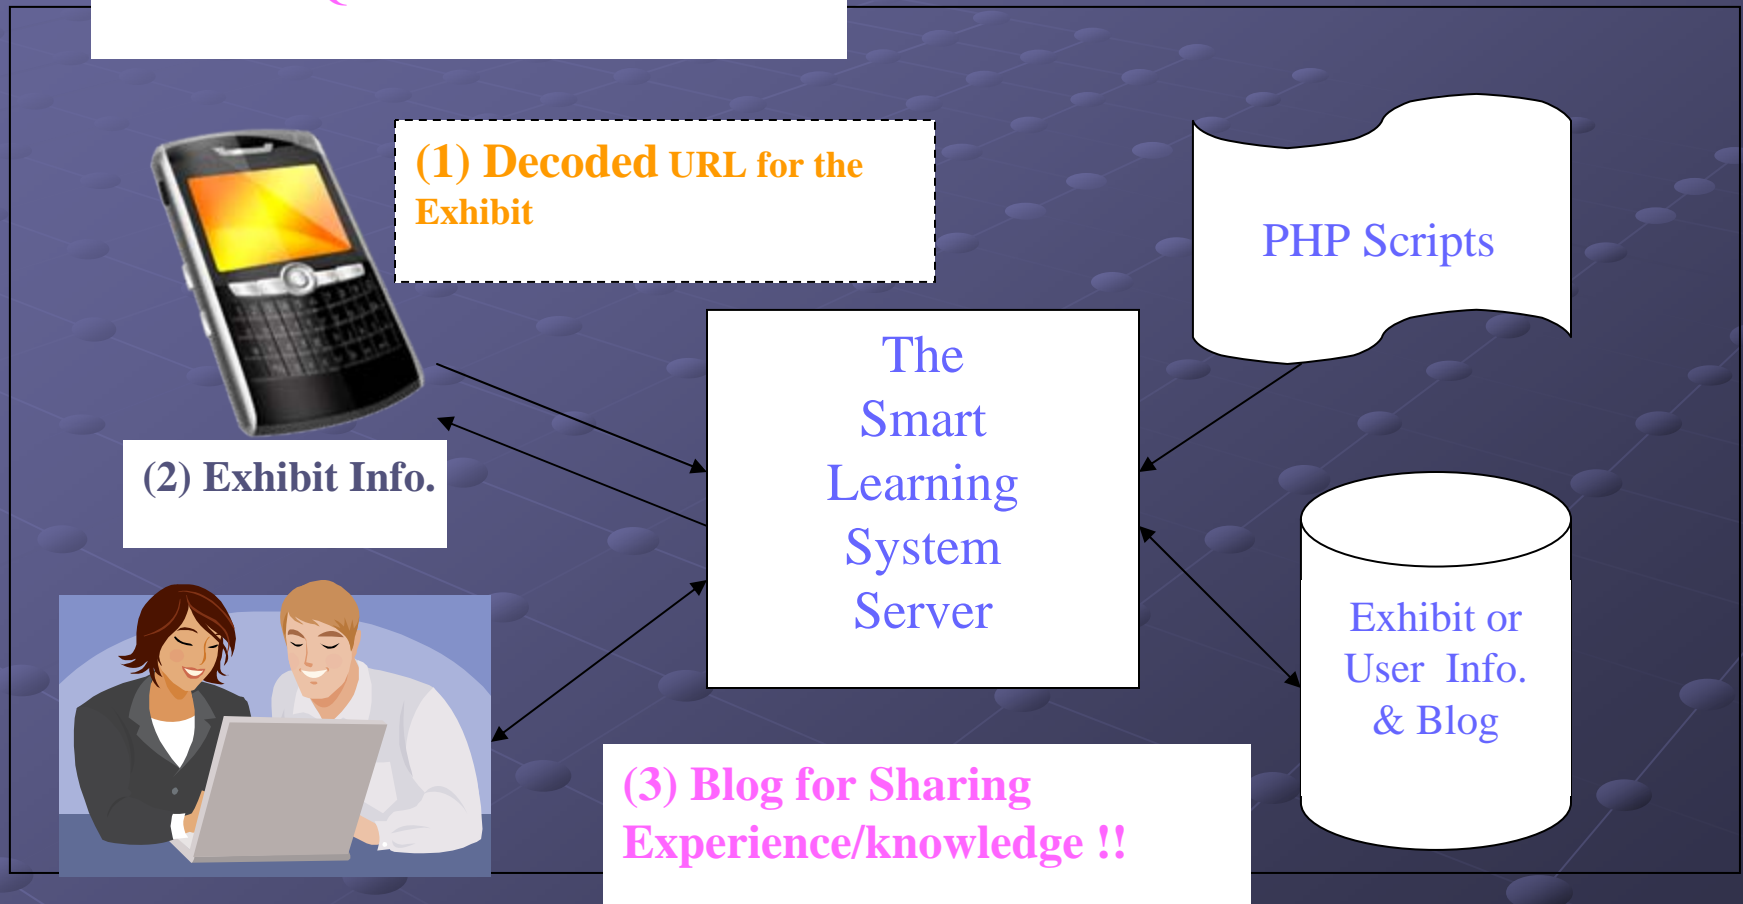 (1) Decoded URL for the
Exhibit
PHP Scripts
The
Smart
Learning
System
Server
(2) Exhibit Info.
Exhibit or
User Info.
& Blog
(3) Blog for Sharing
Experience/knowledge !!